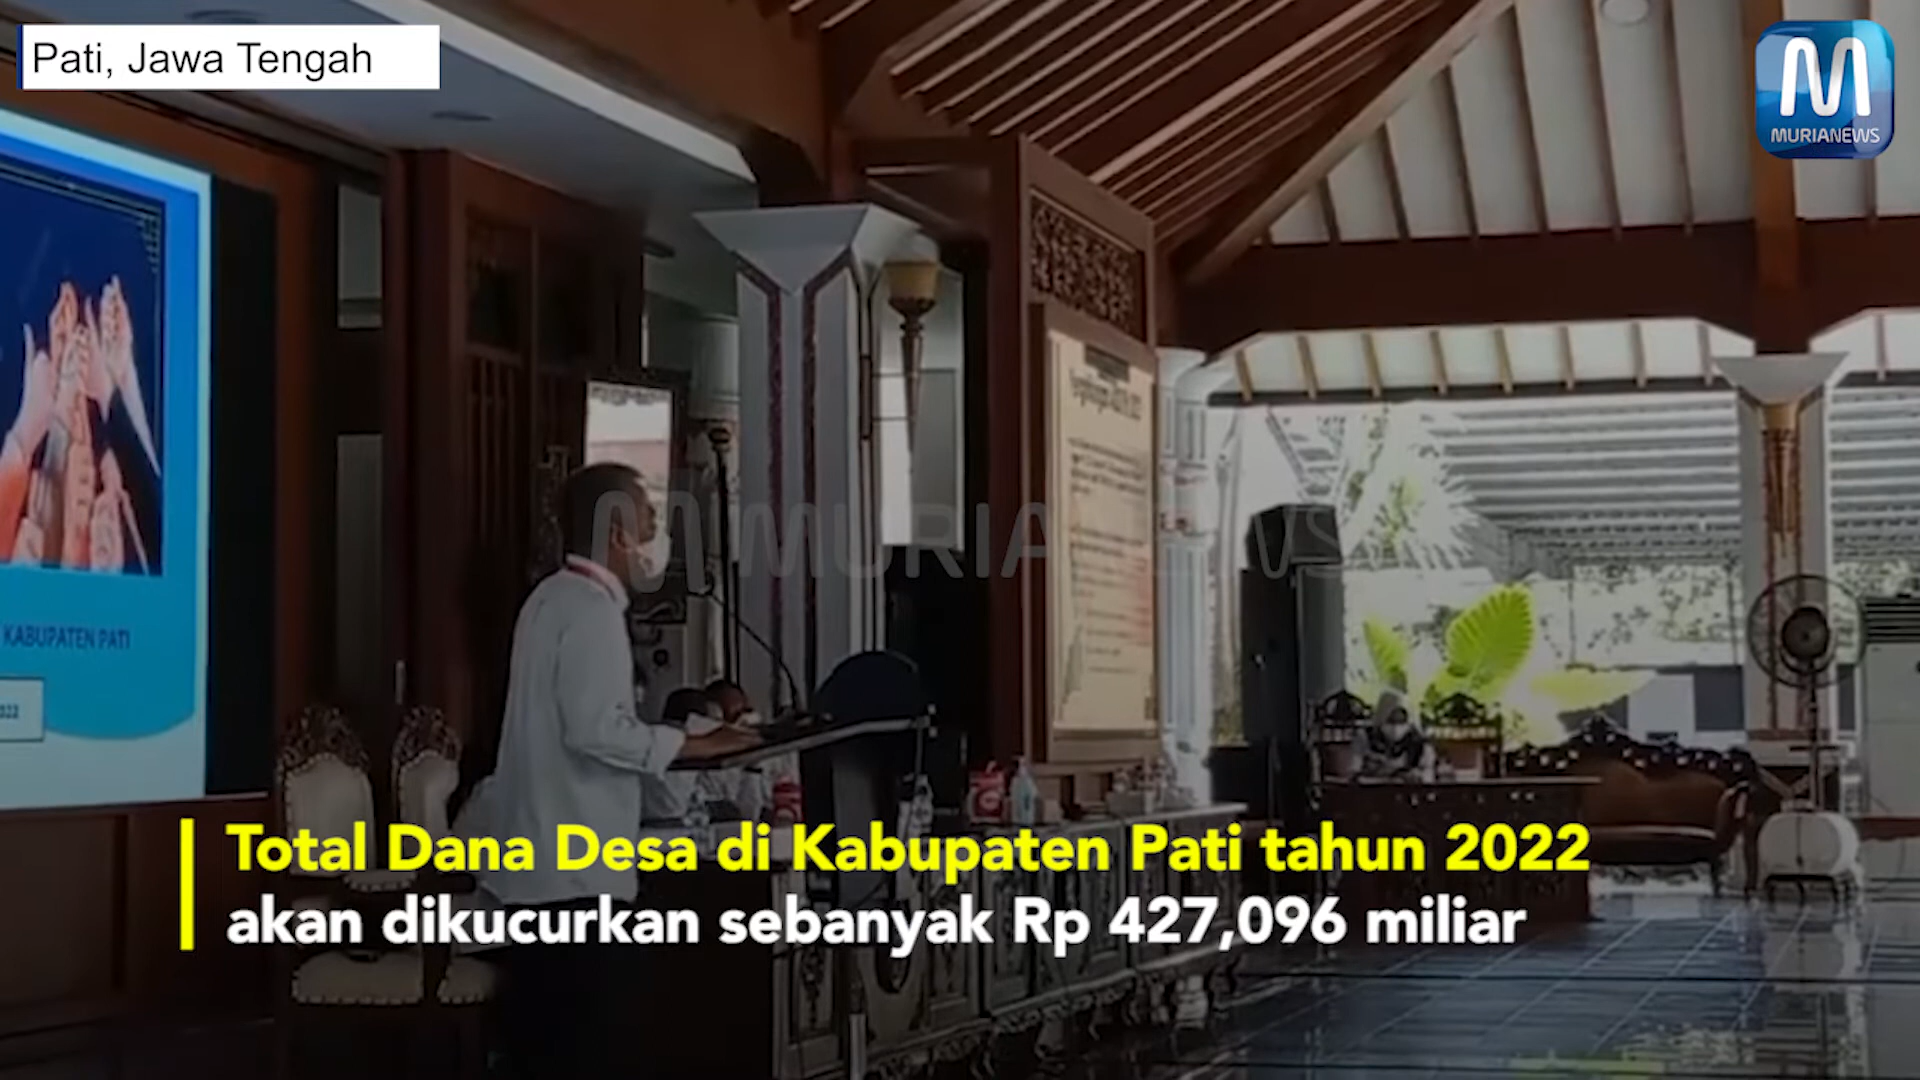 Pati, Jawa Tengah
MURIANEWS
KABUPATEN PATI
MURIANEWS
Total Dana Desa di Kabupaten Pati tahun 2022
akan dikucurkan sebanyak Rp 427,096 miliar